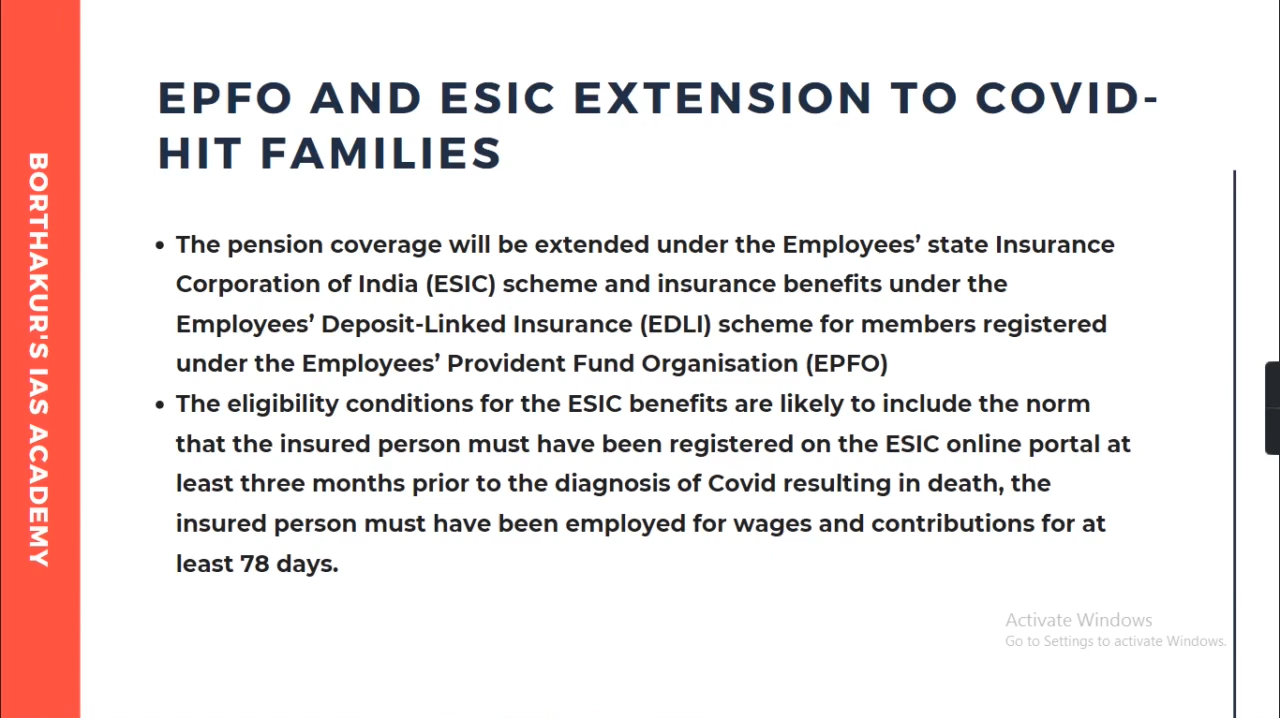 BORTHAKUR'S IAS ACADEMY
EPFO AND ESIC EXTENSION TO COVID-
HIT FAMILIES
• The pension coverage will be extended under the Employees’ state Insurance
Corporation of India (ESIC) scheme and insurance benefits under the
Employees’ Deposit-Linked Insurance (EDLI) scheme for members registered
under the Employees’ Provident Fund Organisation (EPFO)
• The eligibility conditions for the ESIC benefits are likely to include the norm
that the insured person must have been registered on the ESIC online portal at
least three months prior to the diagnosis of Covid resulting in death, the
insured person must have been employed for wages and contributions for at
least 78 days.
Activate Windows
Go to Settings to activate Windows.